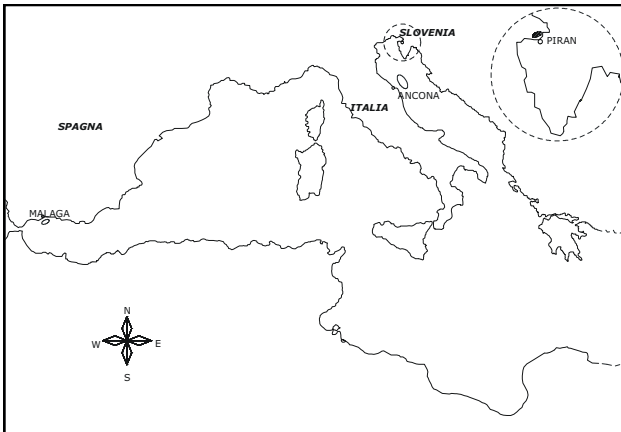 SLOVENIA
PIRAN
ANCONA
ITALIA
SPAGNA
MALAGA
N
W
E
S